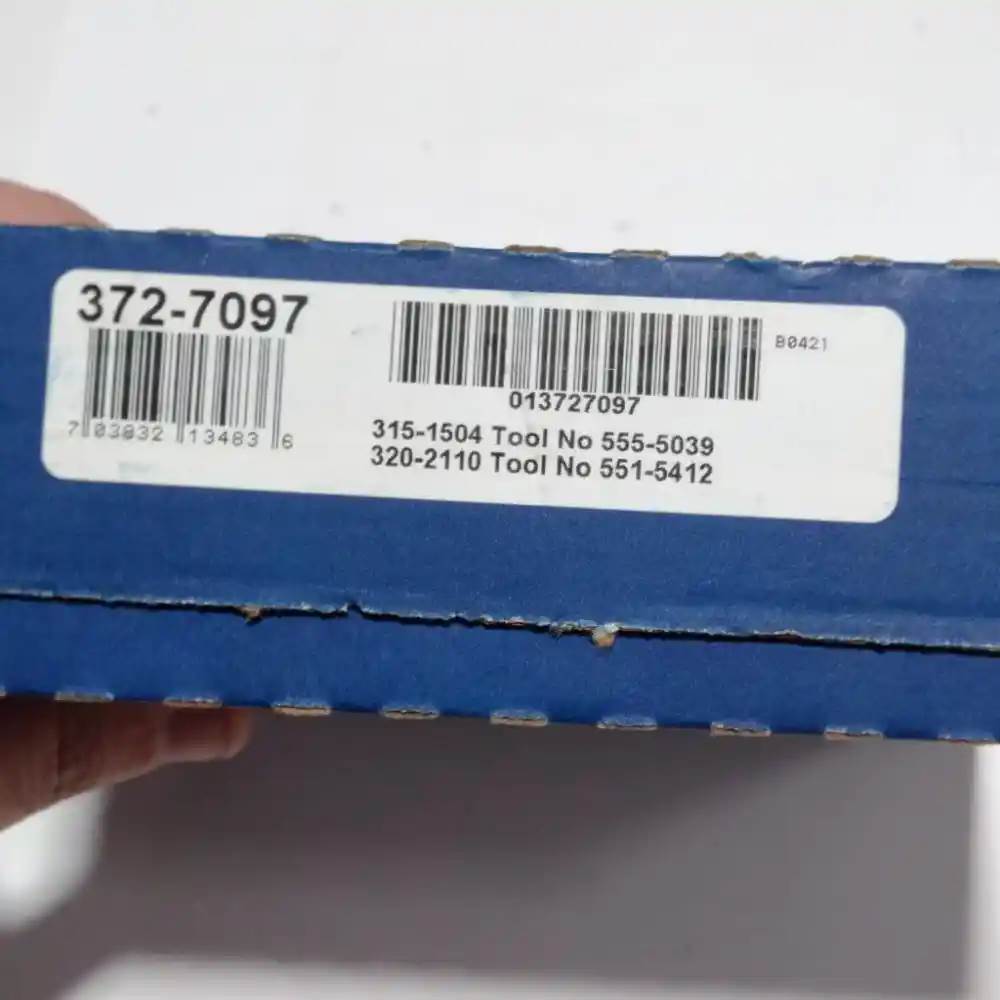 372-7097
7 03832 13483 6
B0421
013727097
315-1504 Tool No 555-5039
320-2110 Tool No 551-5412